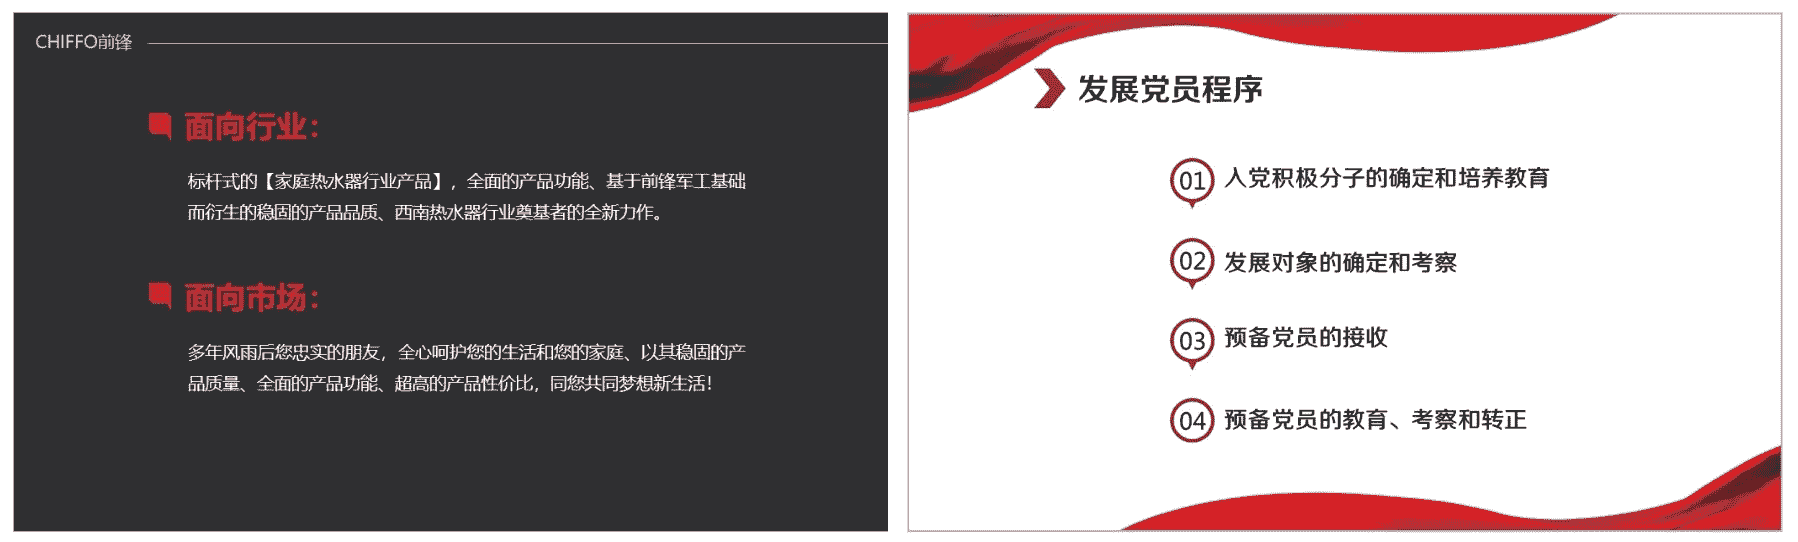 CHIFFO前锋
面向行业：
标杆式的【家庭热水器行业产品】，全面的产品功能、基于前锋军工基础
而衍生的稳固的产品品质、西南热水器行业奠基者的全新力作。
面向市场：
多年风雨后您忠实的朋友，全心呵护您的生活和您的家庭、以其稳固的产
品质量、全面的产品功能、超高的产品性价比，同您共同梦想新生活！
发展党员程序
01 入党积极分子的确定和培养教育
02 发展对象的确定和考察
03 预备党员的接收
04 预备党员的教育、考察和转正